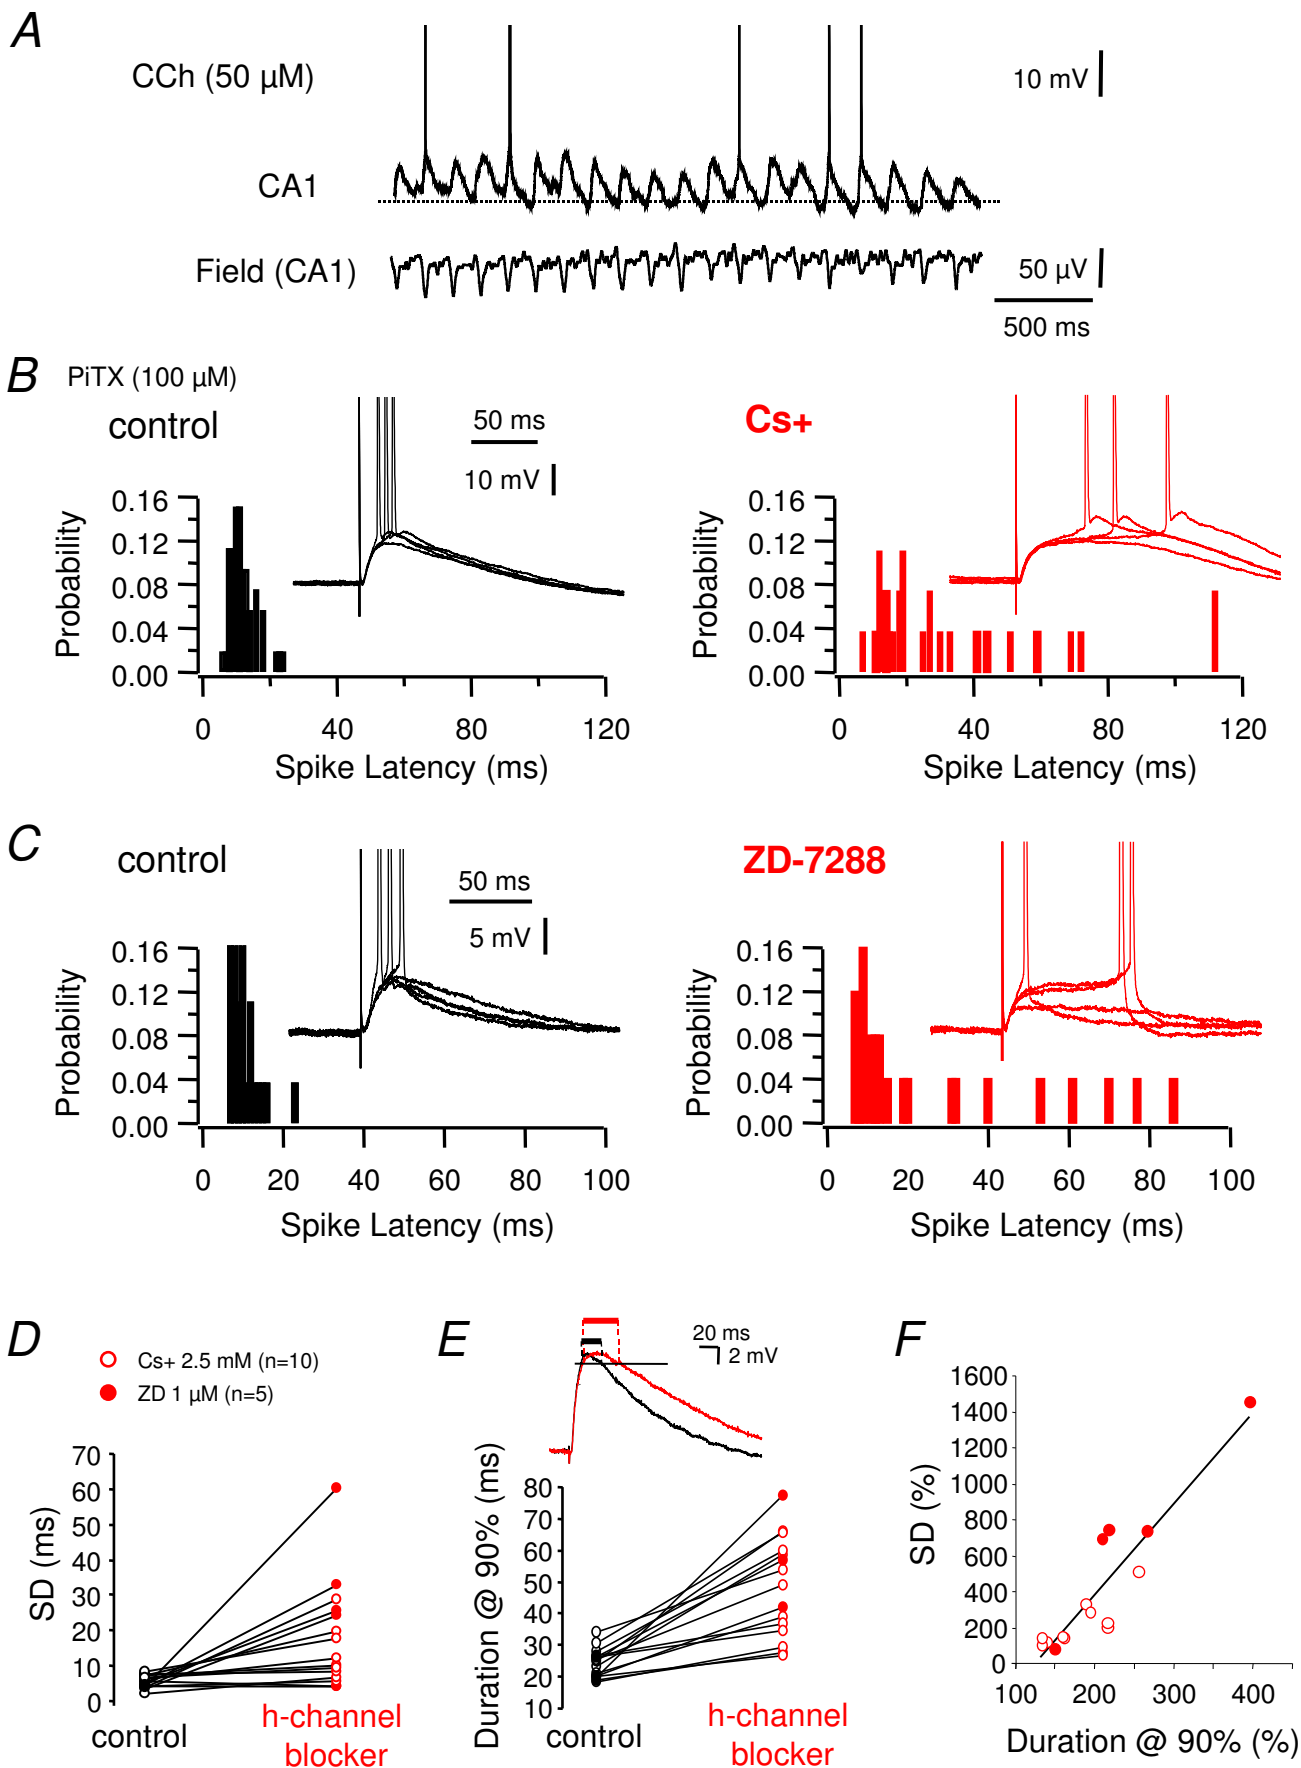 A
CCh (50 µM)
10 mV
CA1
Field (CA1)
50 µV
500 ms
B
PiTX (100 µM)
control
50 ms
10 mV
Cs+
Probability
0.16
0.12
0.08
0.04
0.00
0 40 80 120
Spike Latency (ms)
Probability
0.16
0.12
0.08
0.04
0.00
0 40 80 120
Spike Latency (ms)
C
control
50 ms
5 mV
ZD-7288
Probability
0.16
0.12
0.08
0.04
0.00
0 20 40 60 80 100
Spike Latency (ms)
Probability
0.16
0.12
0.08
0.04
0.00
0 20 40 60 80 100
Spike Latency (ms)
D
Cs+ 2.5 mM (n=10)
ZD 1 µM (n=5)
SD (ms)
70
60
50
40
30
20
10
0
control
h-channel
blocker
E
20 ms
2 mV
Duration @ 90% (ms)
80
70
60
50
40
30
20
10
control
h-channel
blocker
F
SD (%)
1600
1400
1200
1000
800
600
400
200
0
100 200 300 400
Duration @ 90% (%)